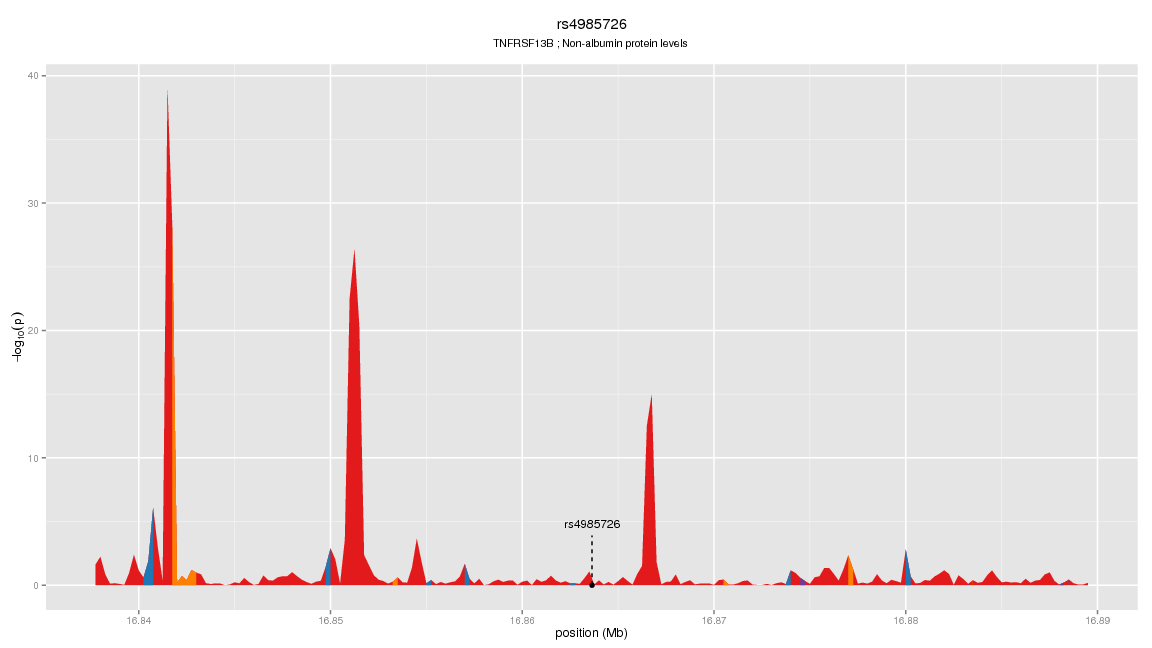 rs4985726
TNFRSF13B ; Non-albumin protein levels
40
30
20
10
0
−log10(p)
rs4985726
16.84
16.85
16.86
16.87
16.88
16.89
position (Mb)